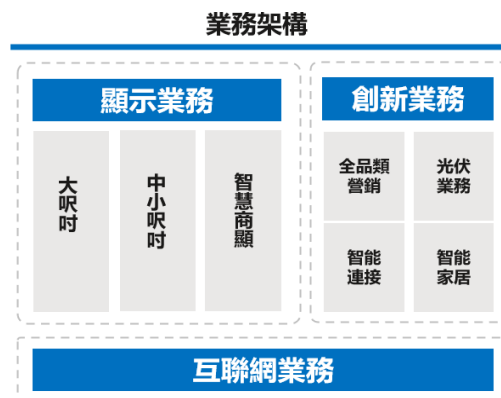 業務架構
顯示業務
大呎吋
中小呎吋
智慧商顯
創新業務
全品類
營銷
光伏
業務
智能
連接
智能
家居
互聯網業務